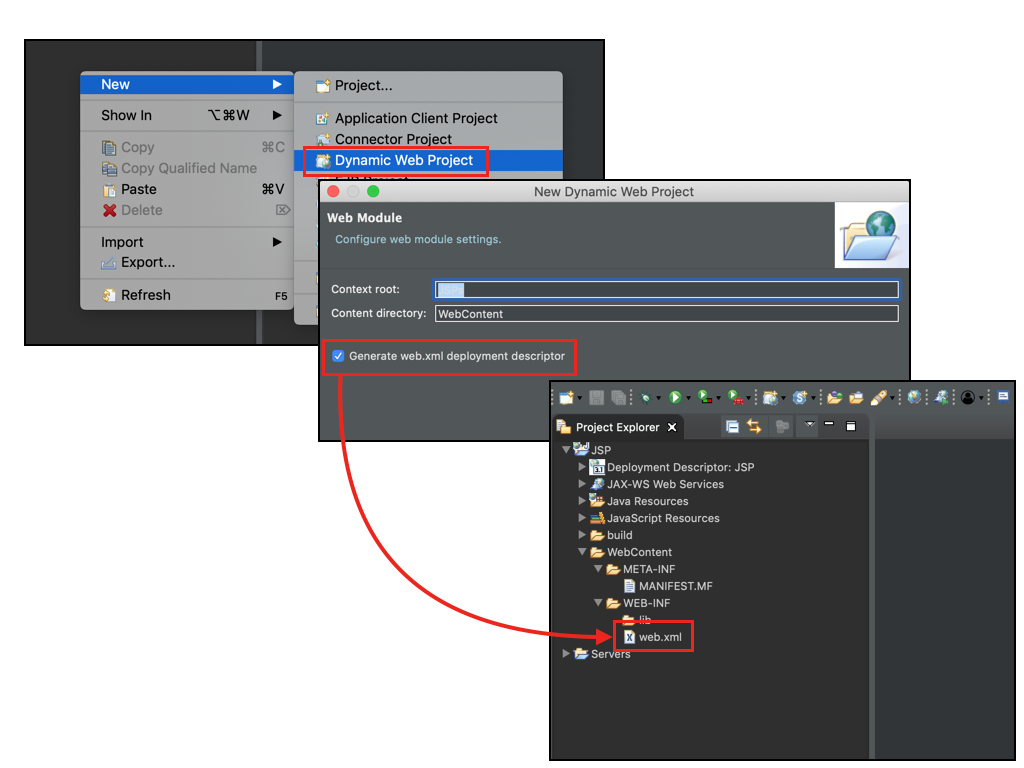 New
Show In ⌥⌘W
Copy ⌘C
Copy Qualified Name
Paste ⌘V
Delete ⌦
Import
Export...
Refresh F5
Project...
Application Client Project
Connector Project
Dynamic Web Project
New Dynamic Web Project
Web Module
Configure web module settings.
Context root: JSP
Content directory: WebContent
Generate web.xml deployment descriptor
Project Explorer
JSP
Deployment Descriptor: JSP
JAX-WS Web Services
Java Resources
JavaScript Resources
build
WebContent
META-INF
MANIFEST.MF
WEB-INF
lib
web.xml
Servers